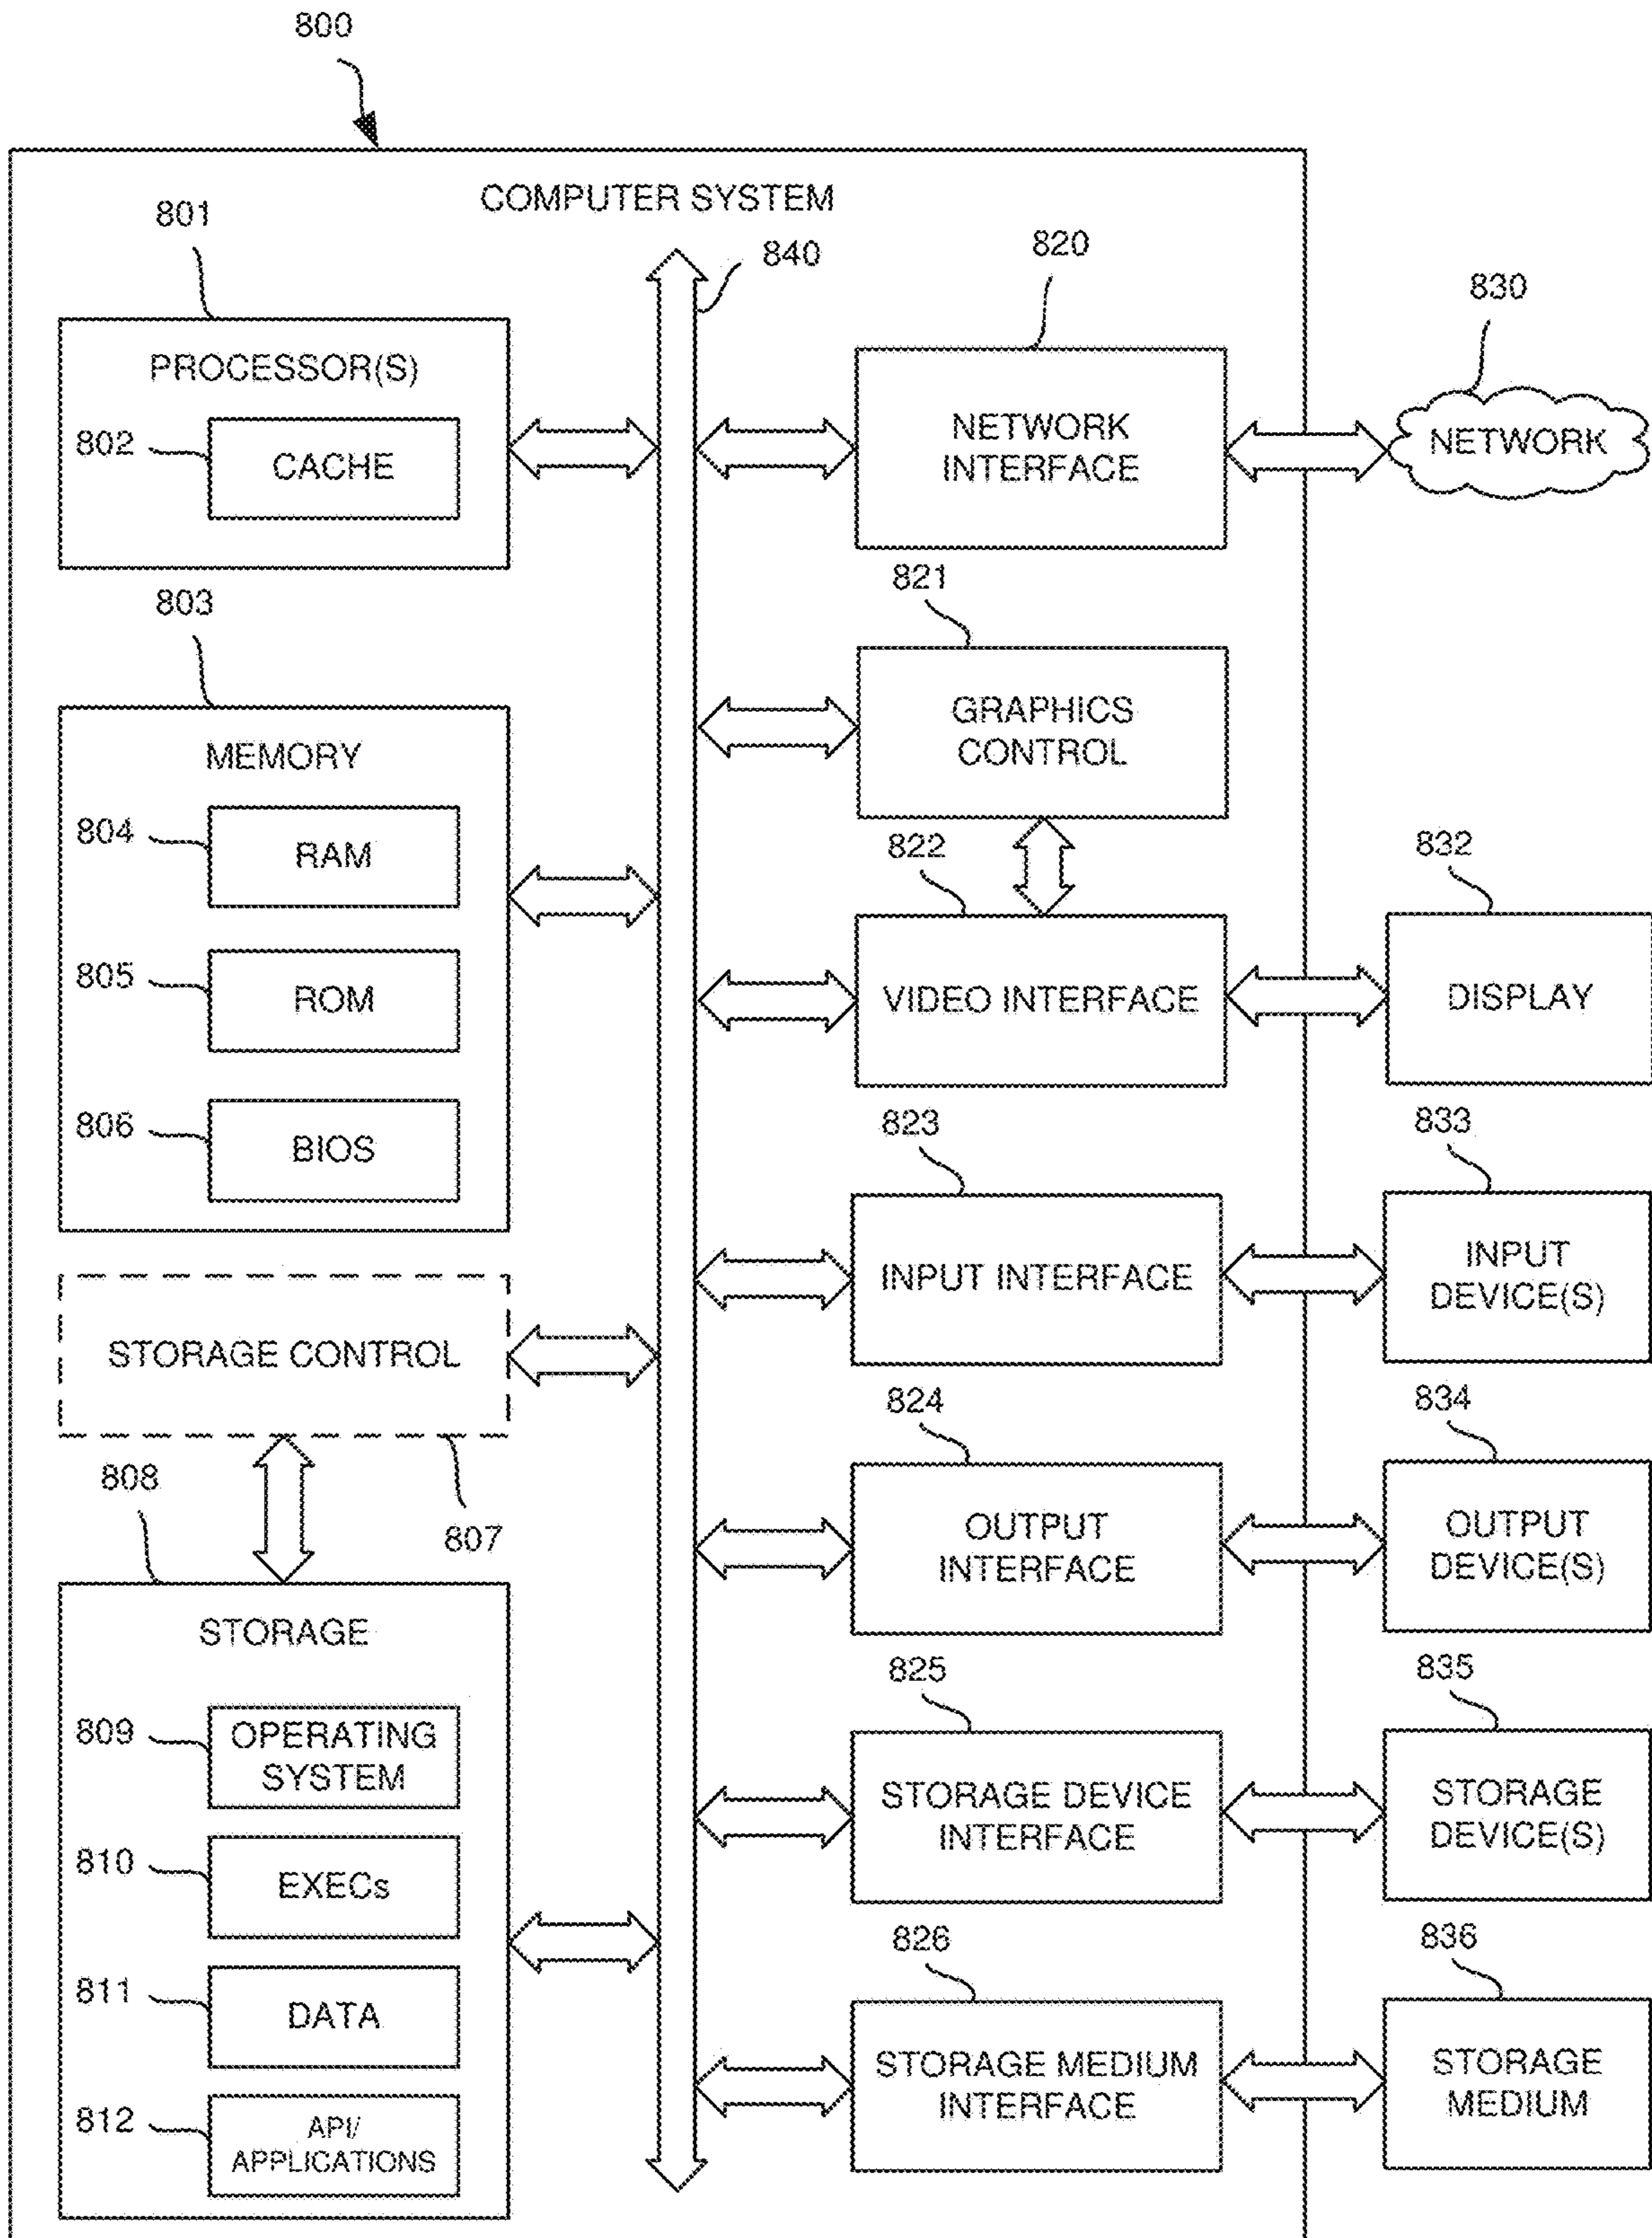 800
COMPUTER SYSTEM
801
PROCESSOR(S)
802
CACHE
803
MEMORY
804
RAM
805
ROM
806
BIOS
STORAGE CONTROL
807
808
STORAGE
809
OPERATING
SYSTEM
810
EXECs
811
DATA
812
API/
APPLICATIONS
840
820
NETWORK
INTERFACE
830
NETWORK
821
GRAPHICS
CONTROL
822
VIDEO INTERFACE
832
DISPLAY
823
INPUT INTERFACE
833
INPUT
DEVICE(S)
824
OUTPUT
INTERFACE
834
OUTPUT
DEVICE(S)
825
STORAGE DEVICE
INTERFACE
835
STORAGE
DEVICE(S)
826
STORAGE MEDIUM
INTERFACE
836
STORAGE
MEDIUM